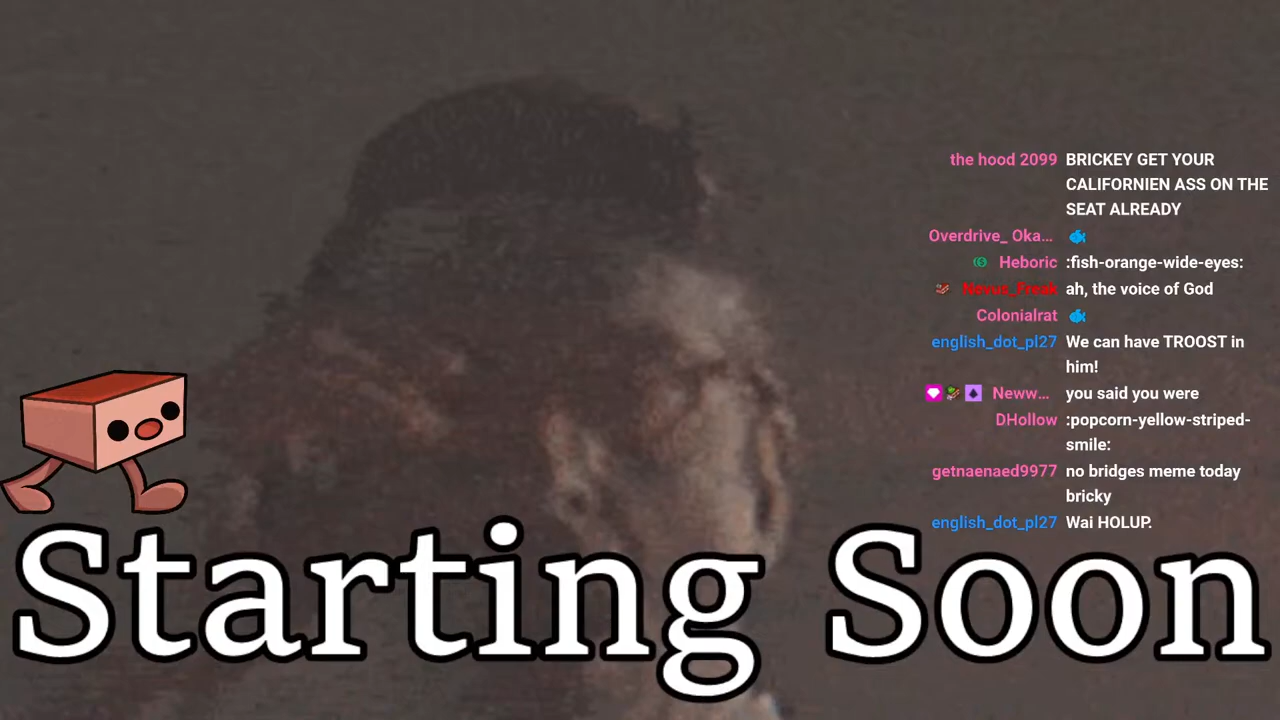 the hood 2099 BRICKEY GET YOUR
CALIFORNIEN ASS ON THE
SEAT ALREADY
Overdrive_ Oka...
Heboric :fish-orange-wide-eyes:
Nevus_Freak ah, the voice of God
Colonialrat
english_dot_pl27 We can have TROOST in
him!
Neww... you said you were
DHollow :popcorn-yellow-striped-
smile:
getnaenaed9977 no bridges meme today
bricky
english_dot_pl27 Wai HOLUP.
Starting Soon